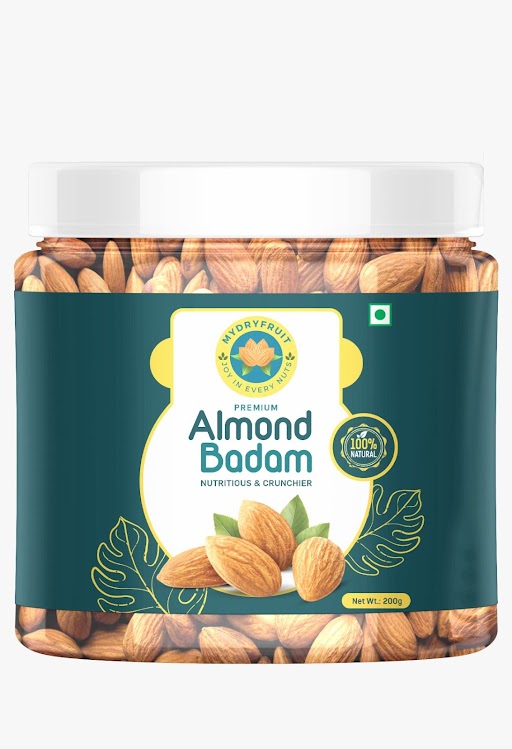 MYDRYFRUIT
JOY IN EVERY NUTS
PREMIUM
Almond
Badam
NUTRITIOUS & CRUNCHIER
100%
NATURAL
Net Wt.: 200g